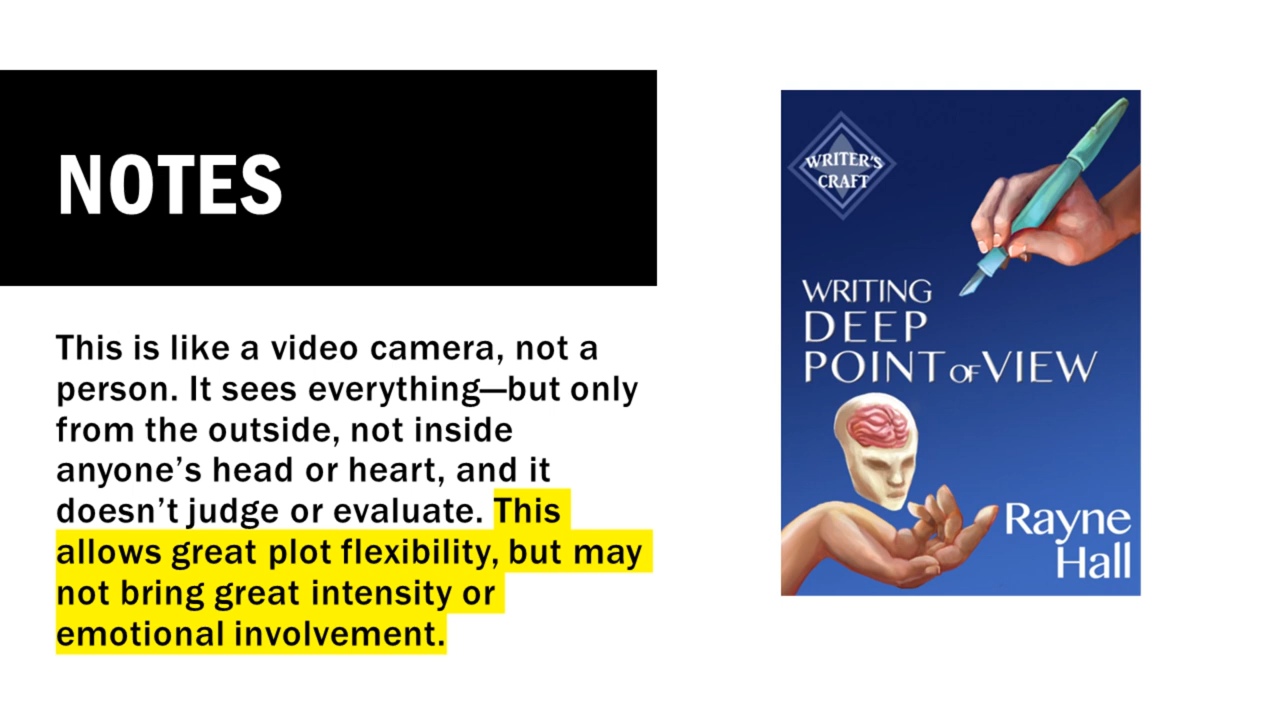 NOTES
This is like a video camera, not a
person. It sees everything—but only
from the outside, not inside
anyone’s head or heart, and it
doesn’t judge or evaluate. This
allows great plot flexibility, but may
not bring great intensity or
emotional involvement.
WRITER'S
CRAFT
WRITING
DEEP
POINT OF VIEW
Rayne
Hall